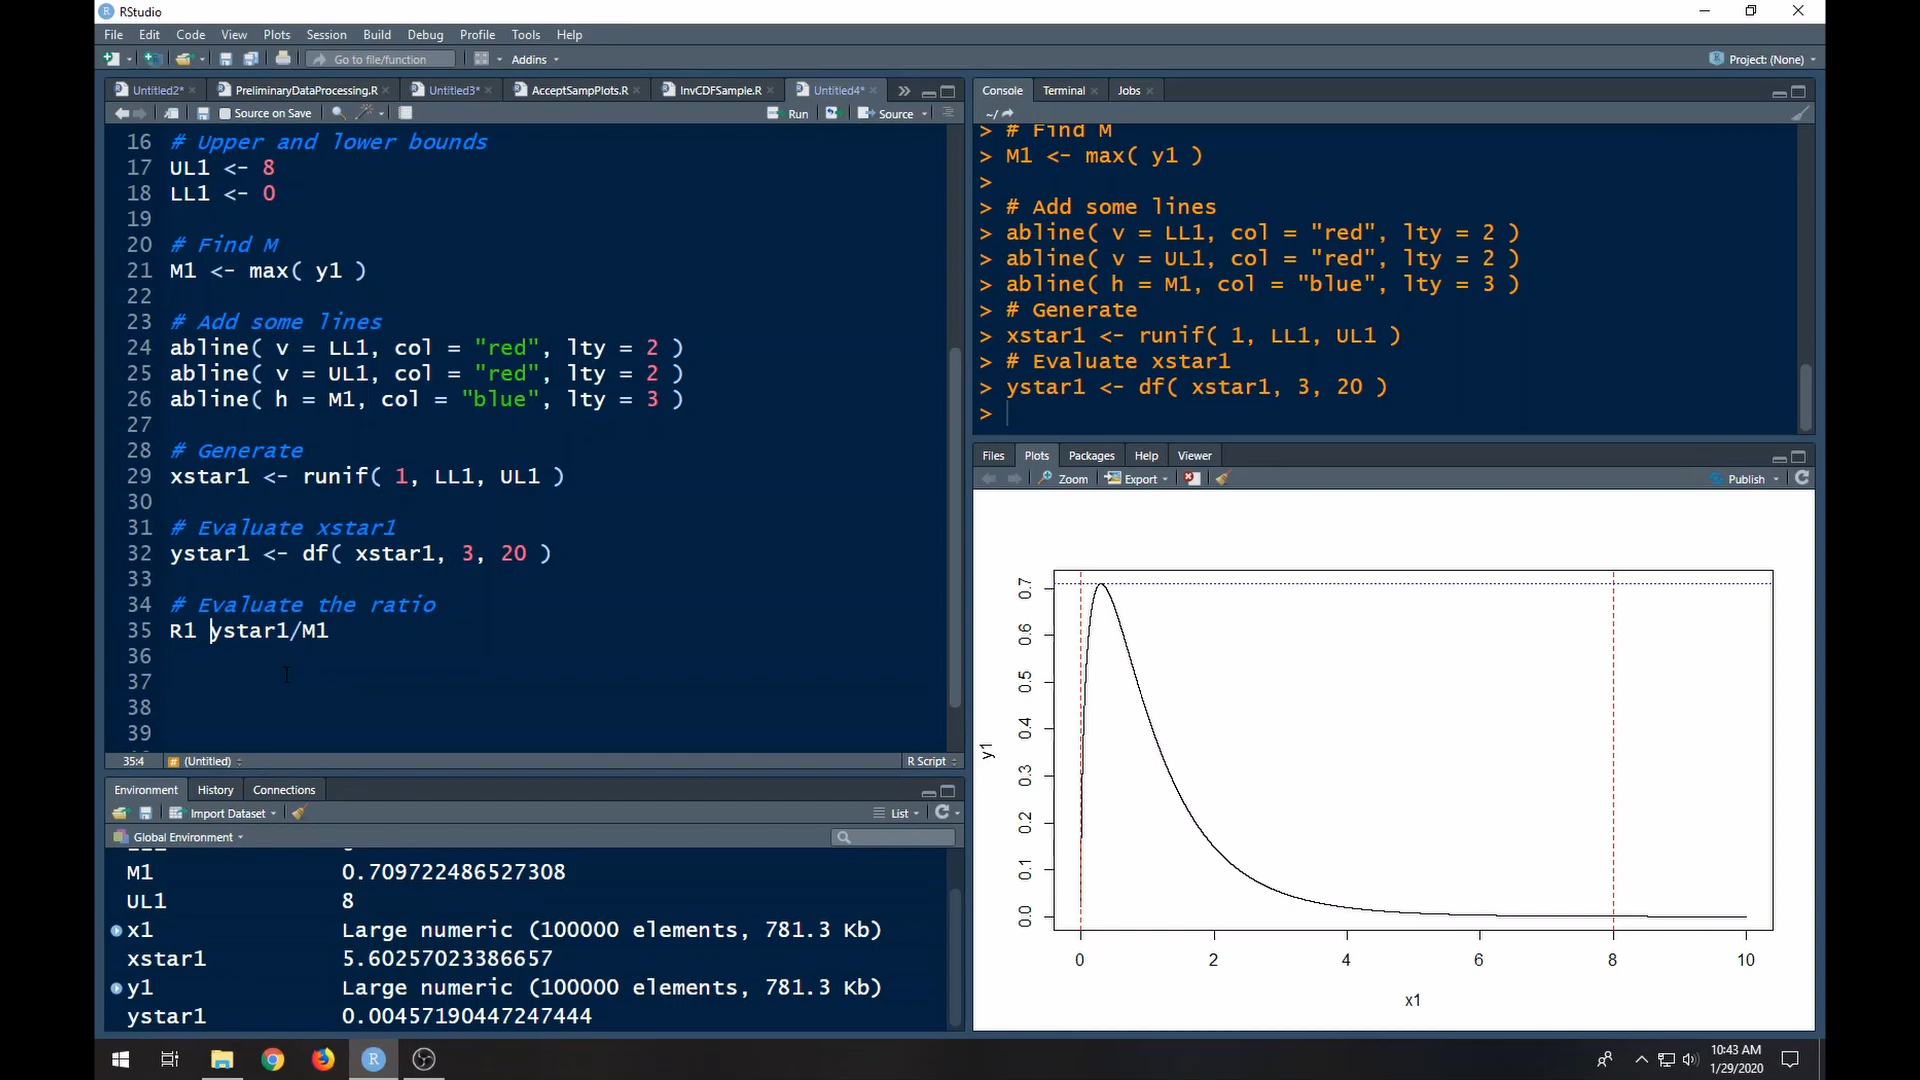 RStudio
File Edit Code View Plots Session Build Debug Profile Tools Help
Go to file/function Addins Project: (None)
Untitled2* PreliminaryDataProcessing.R Untitled3* AcceptSampPlots.R InvCDFSample.R Untitled4*
Source on Save Run Source
16 # Upper and lower bounds
17 UL1 <- 8
18 LL1 <- 0
19
20 # Find M
21 M1 <- max( y1 )
22
23 # Add some lines
24 abline( v = LL1, col = "red", lty = 2 )
25 abline( v = UL1, col = "red", lty = 2 )
26 abline( h = M1, col = "blue", lty = 3 )
27
28 # Generate
29 xstar1 <- runif( 1, LL1, UL1 )
30
31 # Evaluate xstar1
32 ystar1 <- df( xstar1, 3, 20 )
33
34 # Evaluate the ratio
35 R1 ystar1/M1
36
37
38
39
35:4 # (Untitled) R Script
Environment History Connections
Import Dataset List
Global Environment
M1 0.709722486527308
UL1 8
x1 Large numeric (100000 elements, 781.3 Kb)
xstar1 5.60257023386657
y1 Large numeric (100000 elements, 781.3 Kb)
ystar1 0.00457190447247444
Console Terminal Jobs
~/
> # Find M
> M1 <- max( y1 )
>
> # Add some lines
> abline( v = LL1, col = "red", lty = 2 )
> abline( v = UL1, col = "red", lty = 2 )
> abline( h = M1, col = "blue", lty = 3 )
> # Generate
> xstar1 <- runif( 1, LL1, UL1 )
> # Evaluate xstar1
> ystar1 <- df( xstar1, 3, 20 )
>
Files Plots Packages Help Viewer
Zoom Export Publish
0.7
0.6
0.5
0.4
0.3
0.2
0.1
0.0
y1
0 2 4 6 8 10
x1
10:43 AM
1/29/2020